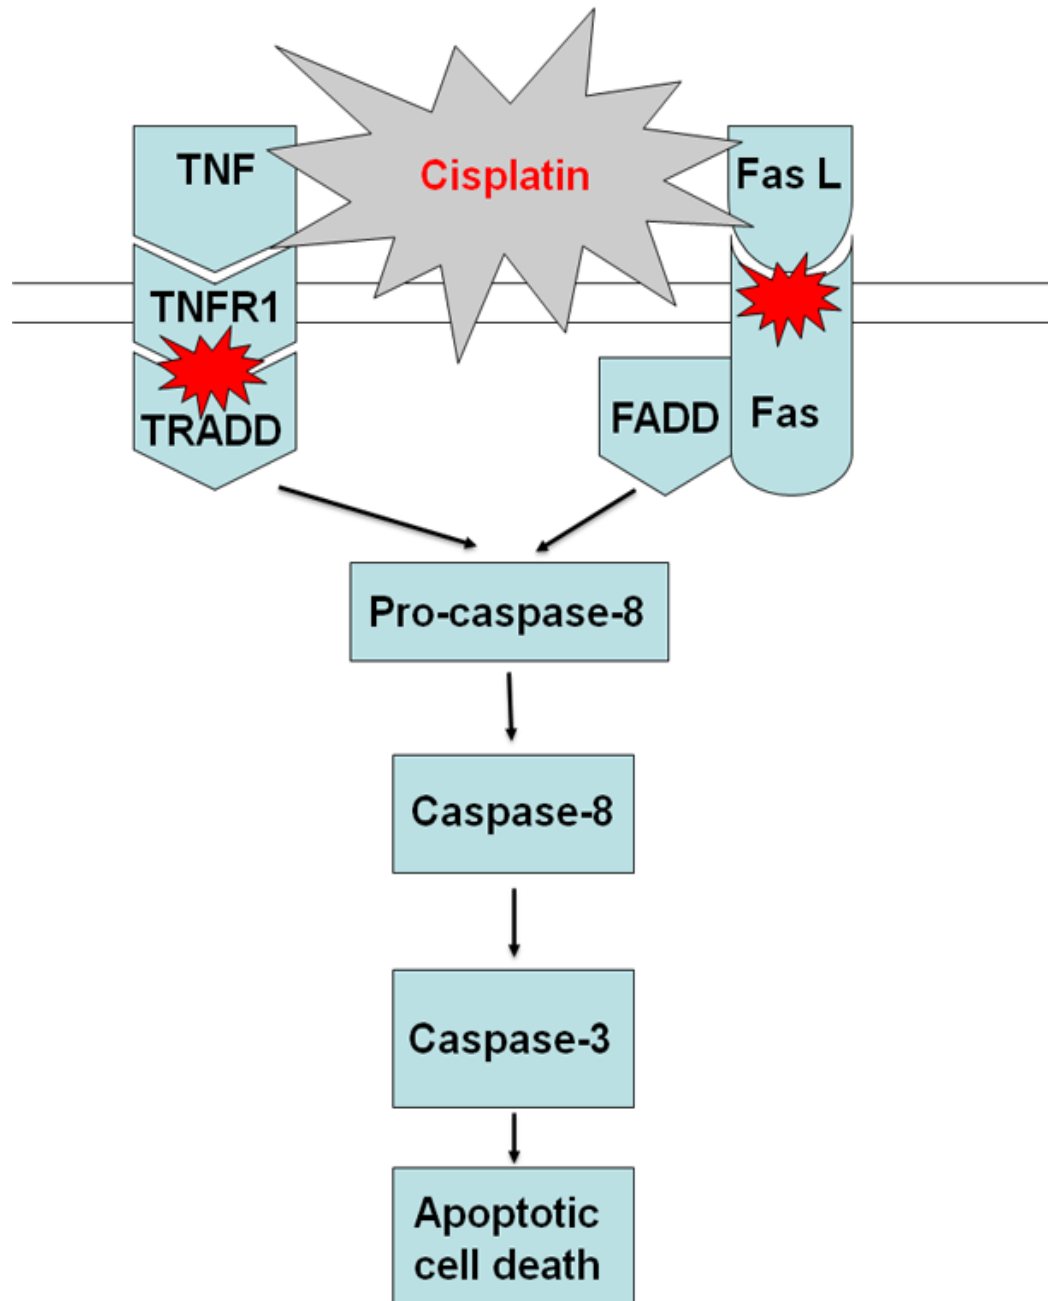 TNF
Cisplatin
Fas L
TNFR1
TRADD
FADD
Fas
Pro-caspase-8
Caspase-8
Caspase-3
Apoptotic
cell death